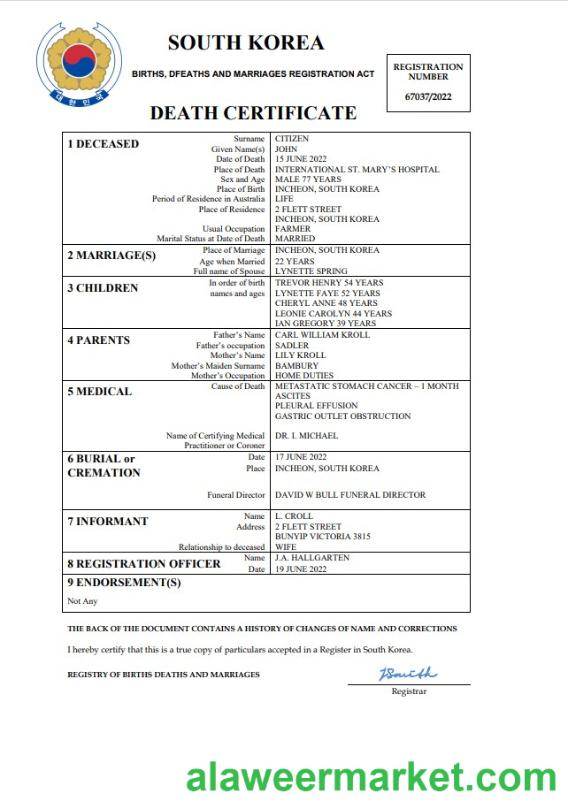 SOUTH KOREA
BIRTHS, DFEATHS AND MARRIAGES REGISTRATION ACT
REGISTRATION
NUMBER
67037/2022
대한민국
DEATH CERTIFICATE
1 DECEASED
Surname CITIZEN
Given Name(s) JOHN
Date of Death 15 JUNE 2022
Place of Death INTERNATIONAL ST. MARY'S HOSPITAL
Sex and Age MALE 77 YEARS
Place of Birth INCHEON, SOUTH KOREA
Period of Residence in Australia LIFE
Place of Residence 2 FLETT STREET
INCHEON, SOUTH KOREA
Usual Occupation FARMER
Marital Status at Date of Death MARRIED
2 MARRIAGE(S)
Place of Marriage INCHEON, SOUTH KOREA
Age when Married 22 YEARS
Full name of Spouse LYNETTE SPRING
3 CHILDREN
In order of birth TREVOR HENRY 54 YEARS
names and ages LYNETTE FAYE 52 YEARS
CHERYL ANNE 48 YEARS
LEONIE CAROLYN 44 YEARS
IAN GREGORY 39 YEARS
4 PARENTS
Father's Name CARL WILLIAM KROLL
Father's occupation SADLER
Mother's Name LILY KROLL
Mother's Maiden Surname BAMBURY
Mother's Occupation HOME DUTIES
5 MEDICAL
Cause of Death METASTATIC STOMACH CANCER – 1 MONTH
ASCITES
PLEURAL EFFUSION
GASTRIC OUTLET OBSTRUCTION
Name of Certifying Medical DR. I. MICHAEL
Practitioner or Coroner
6 BURIAL or
CREMATION
Date 17 JUNE 2022
Place INCHEON, SOUTH KOREA
Funeral Director DAVID W BULL FUNERAL DIRECTOR
7 INFORMANT
Name L. CROLL
Address 2 FLETT STREET
BUNYIP VICTORIA 3815
Relationship to deceased WIFE
8 REGISTRATION OFFICER
Name J.A. HALLGARTEN
Date 19 JUNE 2022
9 ENDORSEMENT(S)
Not Any
THE BACK OF THE DOCUMENT CONTAINS A HISTORY OF CHANGES OF NAME AND CORRECTIONS
I hereby certify that this is a true copy of particulars accepted in a Register in South Korea.
REGISTRY OF BIRTHS DEATHS AND MARRIAGES
JSmith
Registrar
alaweermarket.com